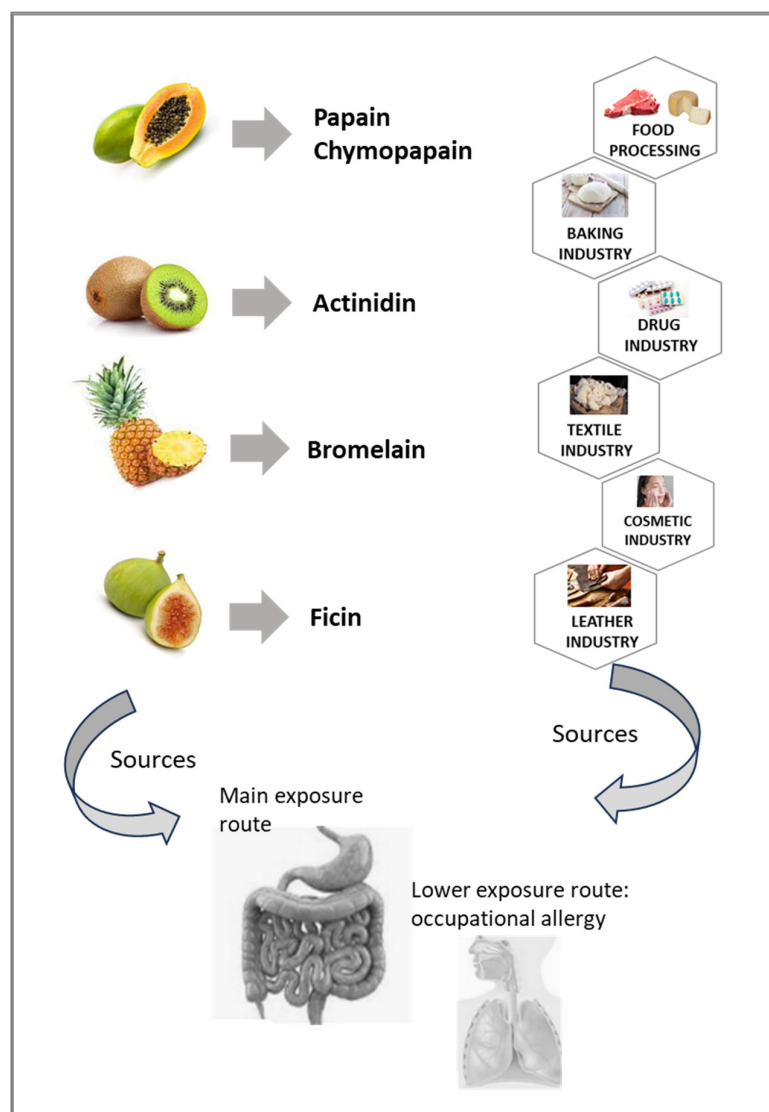 Papain
Chymopapain
Actinidin
Bromelain
Ficin
FOOD
PROCESSING
BAKING
INDUSTRY
DRUG
INDUSTRY
TEXTILE
INDUSTRY
COSMETIC
INDUSTRY
LEATHER
INDUSTRY
Sources
Sources
Main exposure
route
Lower exposure route:
occupational allergy